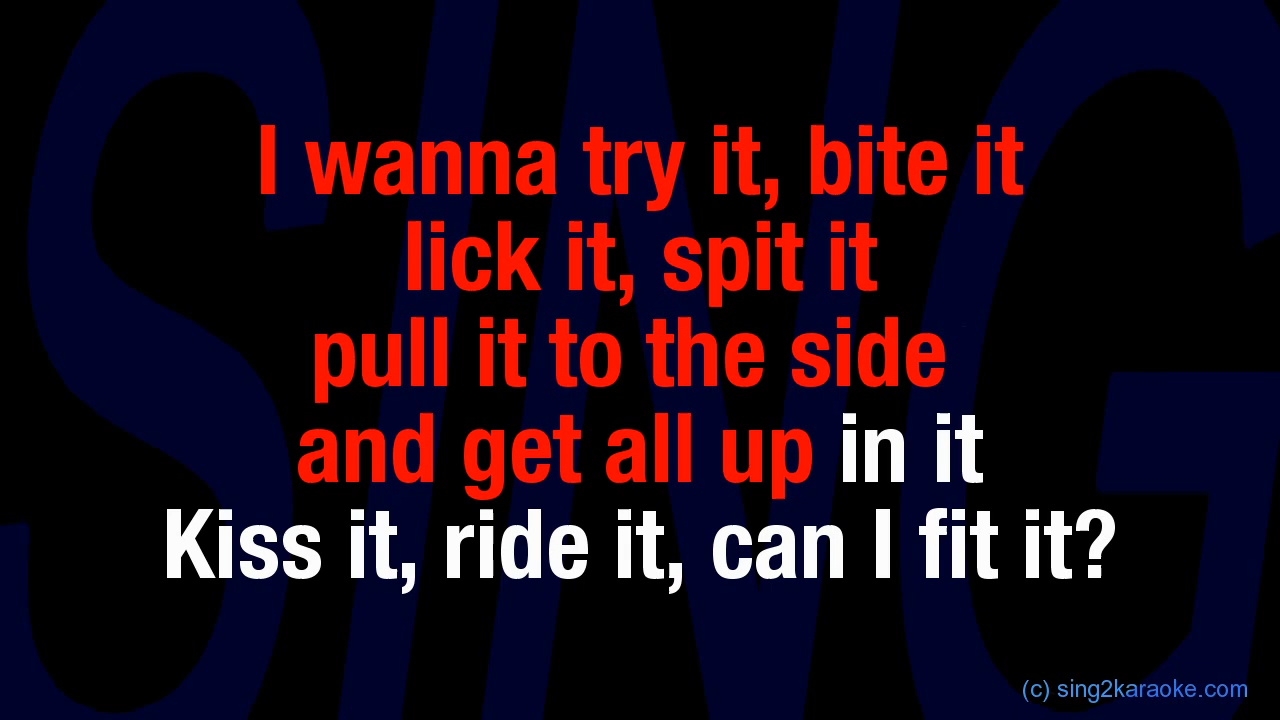 SING
I wanna try it, bite it
lick it, spit it
pull it to the side
and get all up in it
Kiss it, ride it, can I fit it?
(c) sing2karaoke.com